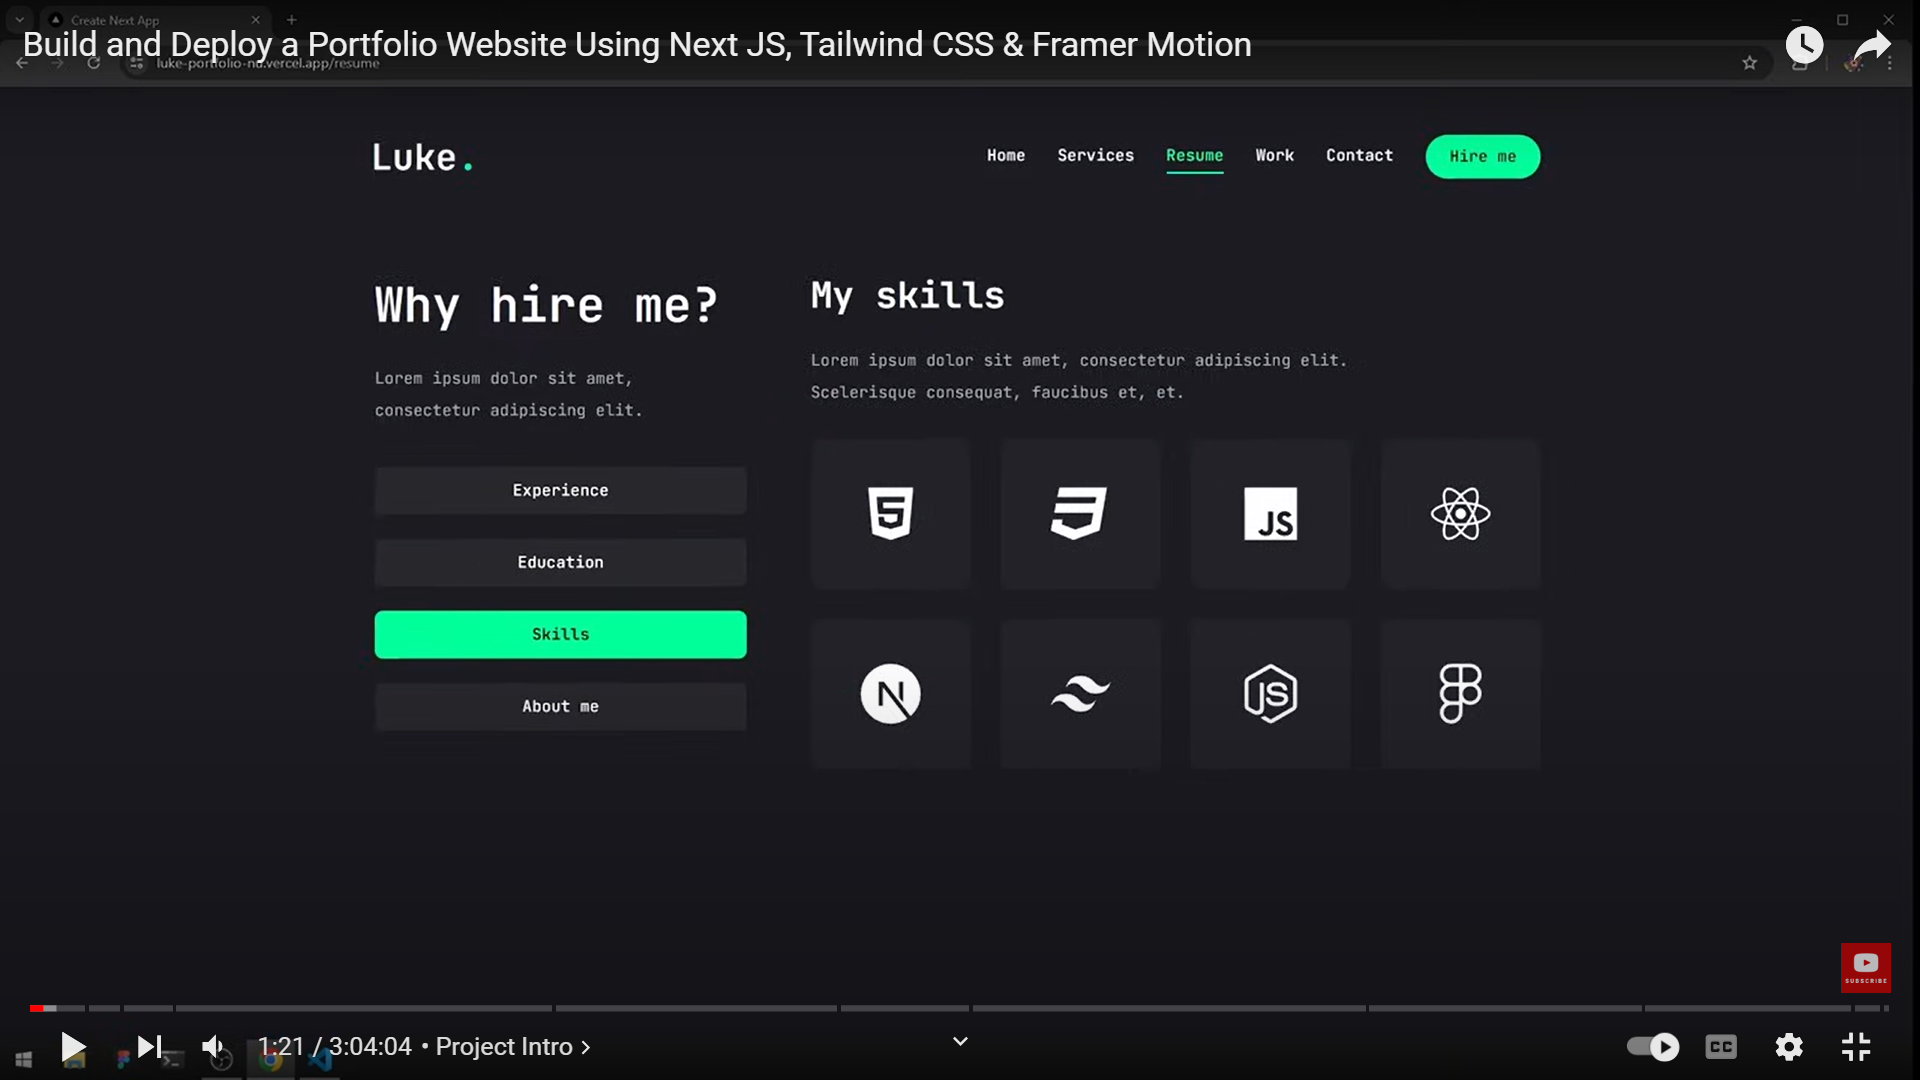 Create Next App
Build and Deploy a Portfolio Website Using Next JS, Tailwind CSS & Framer Motion
luke-portfolio-nu.vercel.app/resume
Luke.
Home
Services
Resume
Work
Contact
Hire me
Why hire me?
Lorem ipsum dolor sit amet,
consectetur adipiscing elit.
Experience
Education
Skills
About me
My skills
Lorem ipsum dolor sit amet, consectetur adipiscing elit.
Scelerisque consequat, faucibus et, et.
JS
N
JS
SUBSCRIBE
1:21 / 3:04:04 • Project Intro
CC